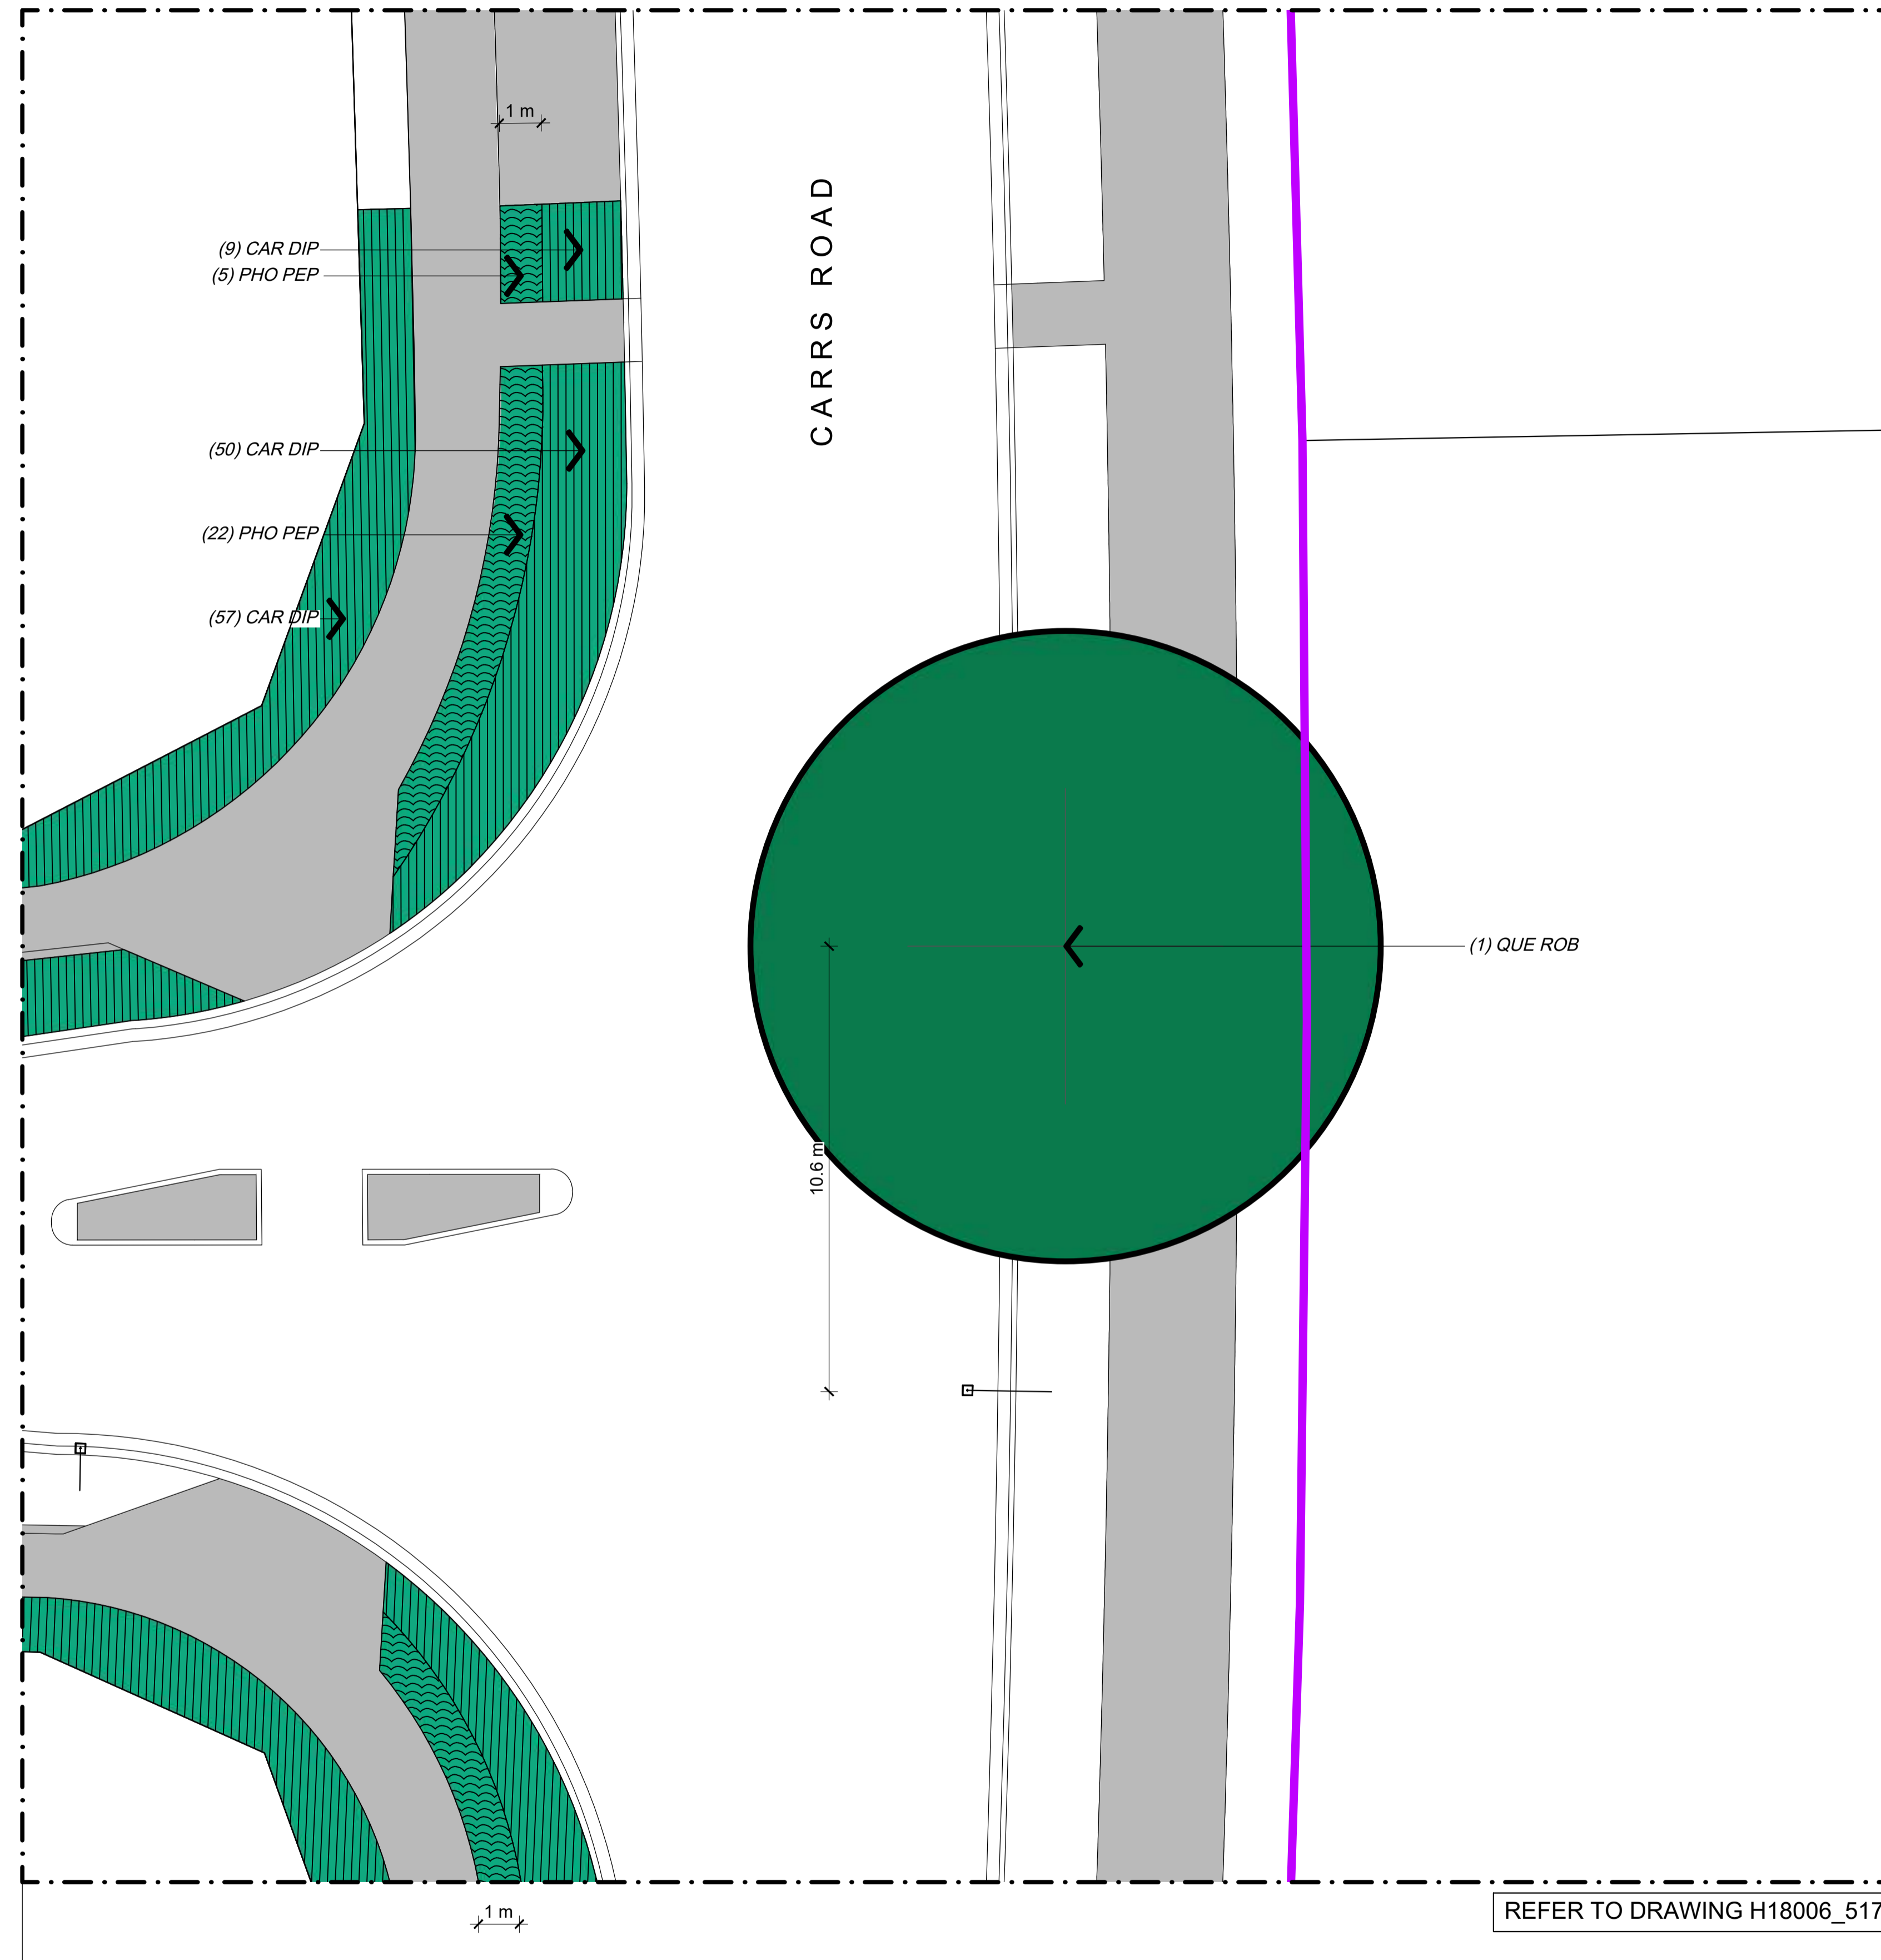 1 m
CARRS ROAD
(9) CAR DIP
(5) PHO PEP
(50) CAR DIP
(22) PHO PEP
(57) CAR DIP
(1) QUE ROB
10.6 m
1 m
REFER TO DRAWING H18006_517